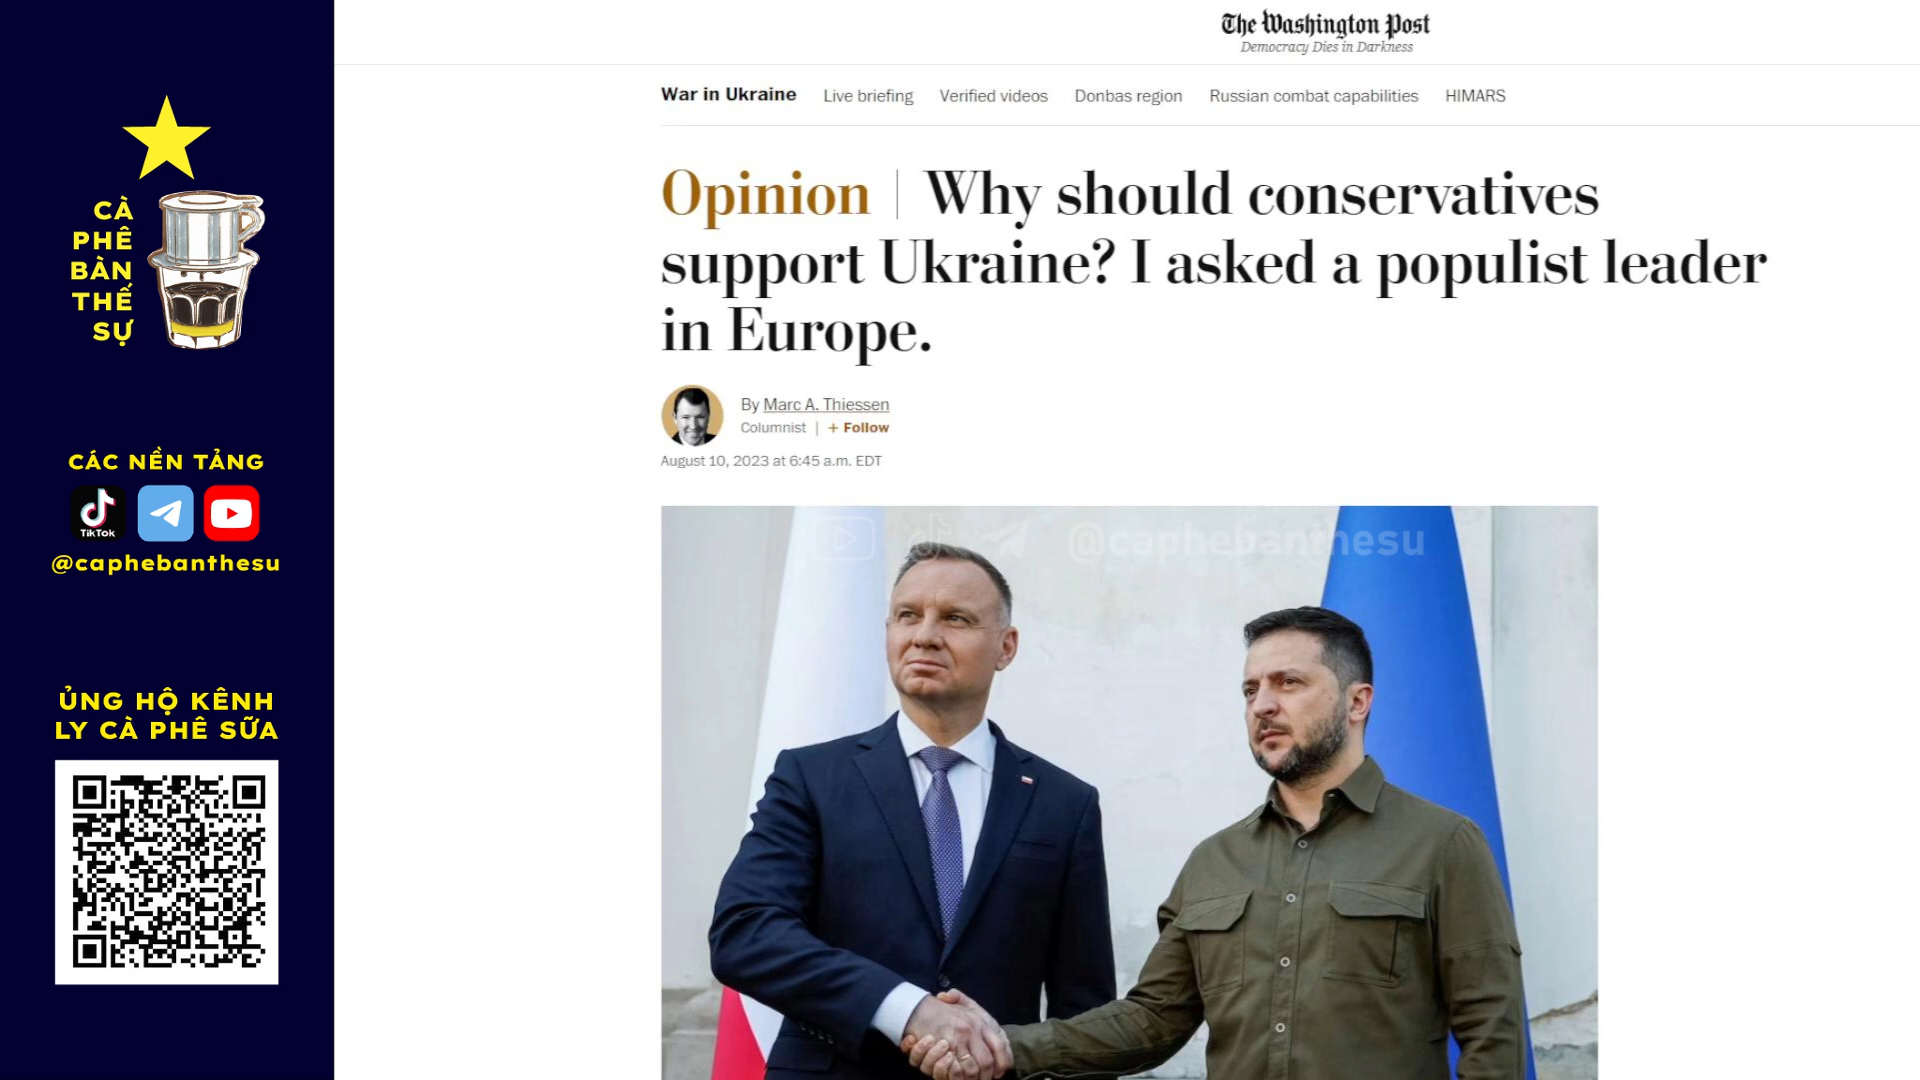 CÀ
PHÊ
BÀN
THẾ
SỰ
CÁC NỀN TẢNG
TikTok
@caphebanthesu
ỦNG HỘ KÊNH
LY CÀ PHÊ SỮA
The Washington Post
Democracy Dies in Darkness
War in Ukraine Live briefing Verified videos Donbas region Russian combat capabilities HIMARS
Opinion | Why should conservatives
support Ukraine? I asked a populist leader
in Europe.
By Marc A. Thiessen
Columnist | + Follow
August 10, 2023 at 6:45 a.m. EDT
@caphebanthesu